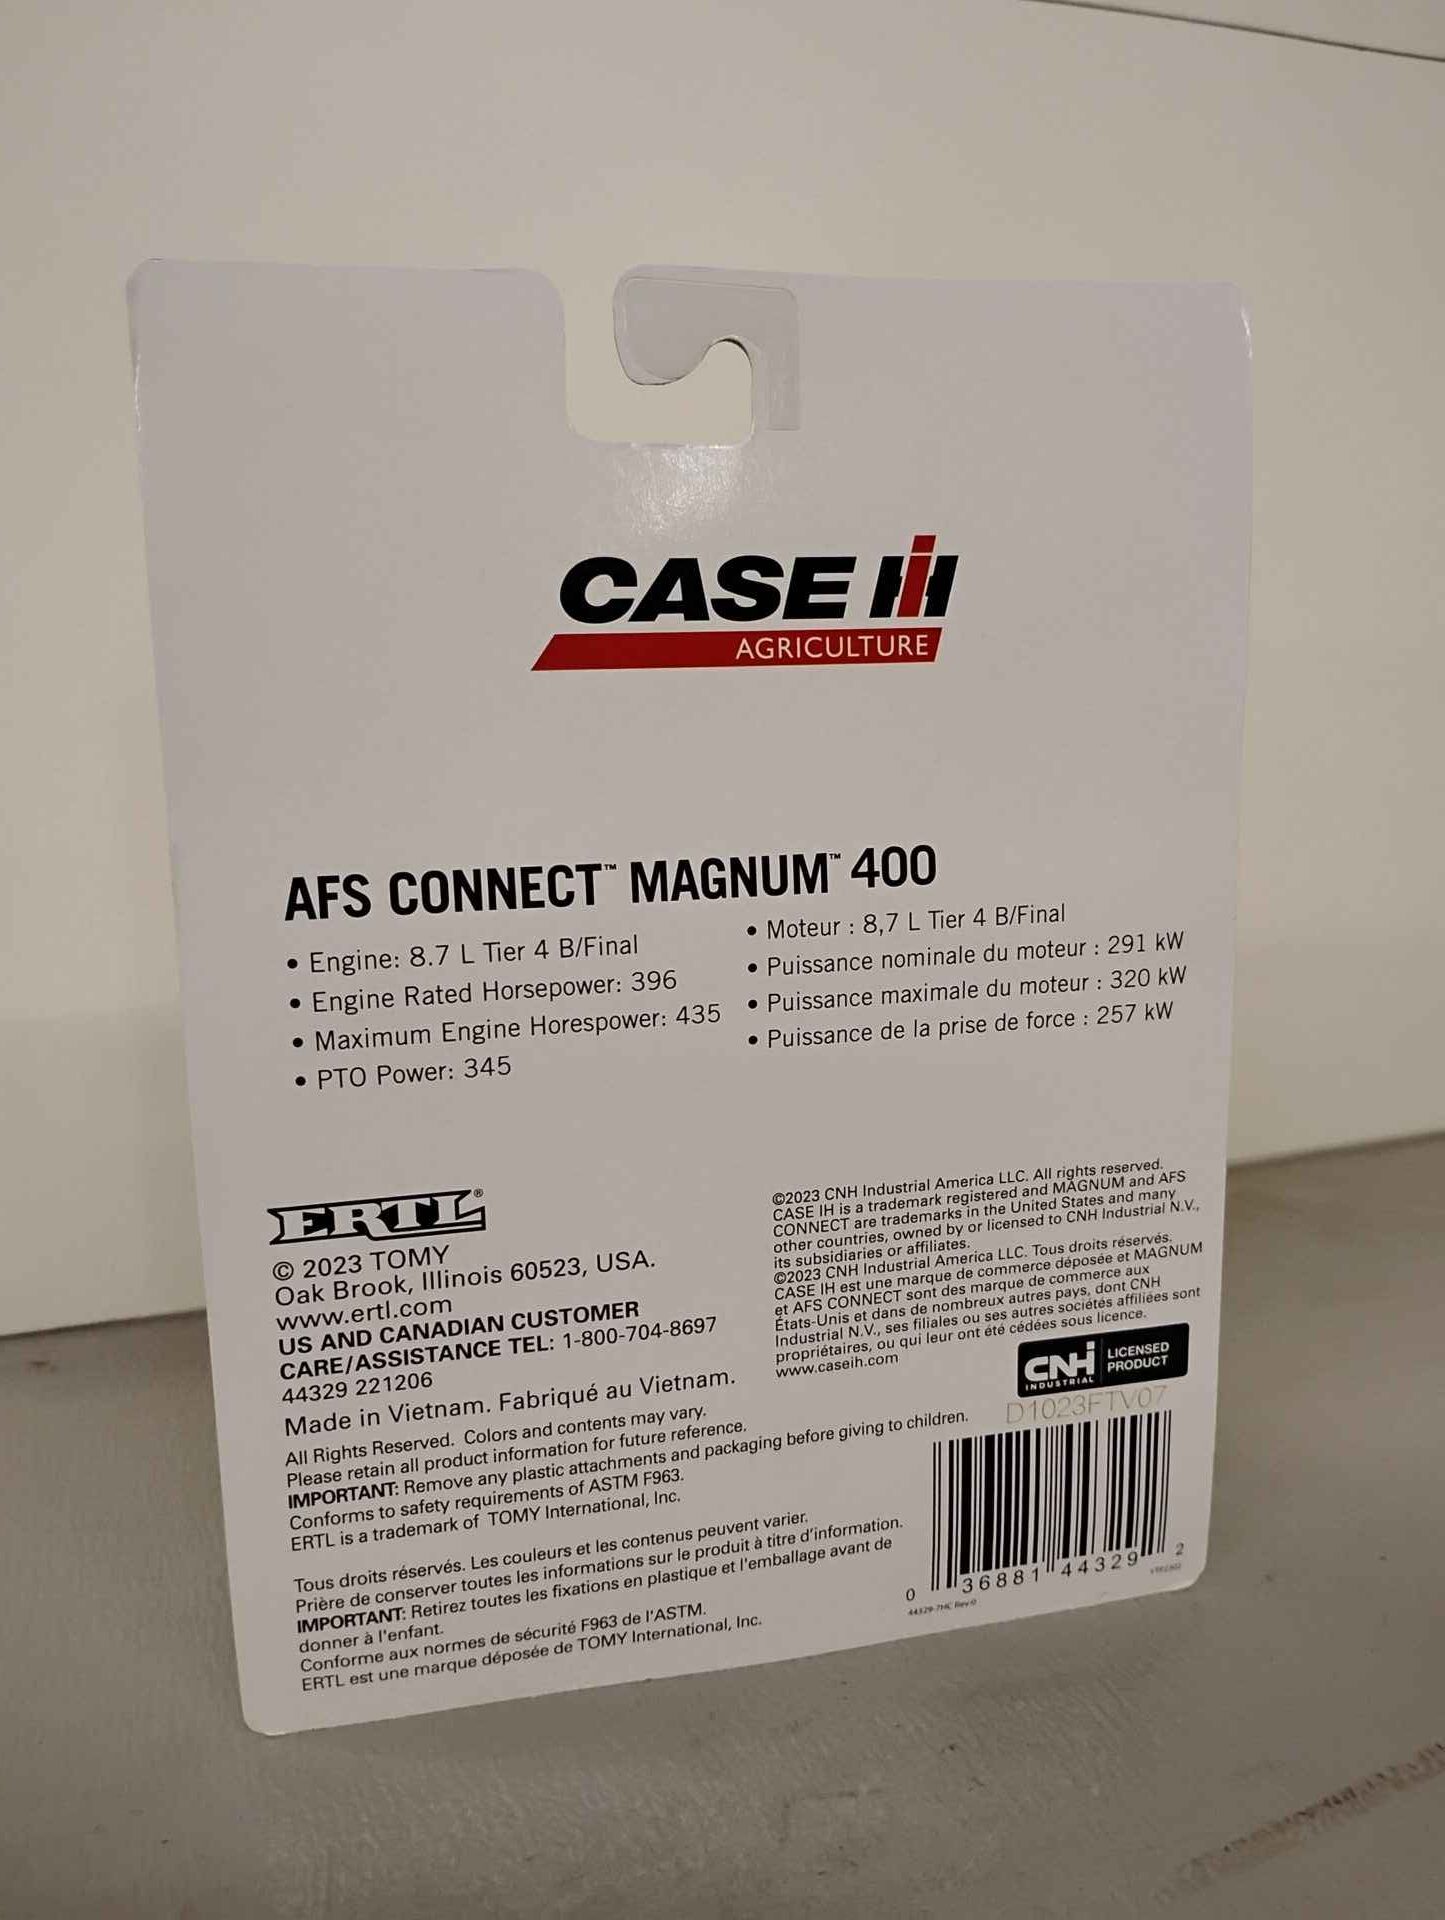 CASE IH
AGRICULTURE
AFS CONNECT™ MAGNUM™ 400
• Engine: 8.7 L Tier 4 B/Final
• Engine Rated Horsepower: 396
• Maximum Engine Horespower: 435
• PTO Power: 345
• Moteur : 8,7 L Tier 4 B/Final
• Puissance nominale du moteur : 291 kW
• Puissance maximale du moteur : 320 kW
• Puissance de la prise de force : 257 kW
ERTL®
© 2023 TOMY
Oak Brook, Illinois 60523, USA.
www.ertl.com
US AND CANADIAN CUSTOMER
CARE/ASSISTANCE TEL: 1-800-704-8697
44329 221206
Made in Vietnam. Fabriqué au Vietnam.
All Rights Reserved. Colors and contents may vary.
Please retain all product information for future reference.
IMPORTANT: Remove any plastic attachments and packaging before giving to children.
Conforms to safety requirements of ASTM F963.
ERTL is a trademark of TOMY International, Inc.
Tous droits réservés. Les couleurs et les contenus peuvent varier.
Prière de conserver toutes les informations sur le produit à titre d'information.
IMPORTANT: Retirez toutes les fixations en plastique et l'emballage avant de
donner à l'enfant.
Conforme aux normes de sécurité F963 de l'ASTM.
ERTL est une marque déposée de TOMY International, Inc.
©2023 CNH Industrial America LLC. All rights reserved.
CASE IH is a trademark registered and MAGNUM and AFS
CONNECT are trademarks in the United States and many
other countries, owned by or licensed to CNH Industrial N.V.,
its subsidiaries or affiliates.
©2023 CNH Industrial America LLC. Tous droits réservés.
CASE IH est une marque de commerce déposée et MAGNUM
et AFS CONNECT sont des marque de commerce aux
États-Unis et dans de nombreux autres pays, dont CNH
Industrial N.V., ses filiales ou ses autres sociétés affiliées sont
propriétaires, ou qui leur ont été cédées sous licence.
www.caseih.com
CNH
INDUSTRIAL
LICENSED
PRODUCT
D1023FTV07
0 36881 44329 2
44329-7HC Rev 0